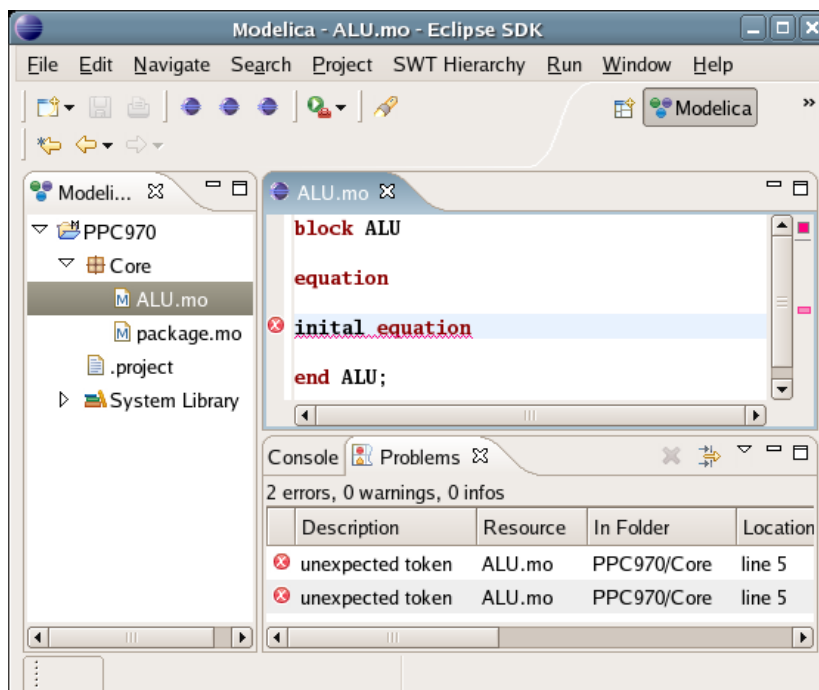 Modelica - ALU.mo - Eclipse SDK
File Edit Navigate Search Project SWT Hierarchy Run Window Help
Modelica »
Modeli...
PPC970
Core
ALU.mo
package.mo
.project
System Library
ALU.mo
block ALU
equation
inital equation
end ALU;
Console Problems
2 errors, 0 warnings, 0 infos
Description Resource In Folder Location
unexpected token ALU.mo PPC970/Core line 5
unexpected token ALU.mo PPC970/Core line 5